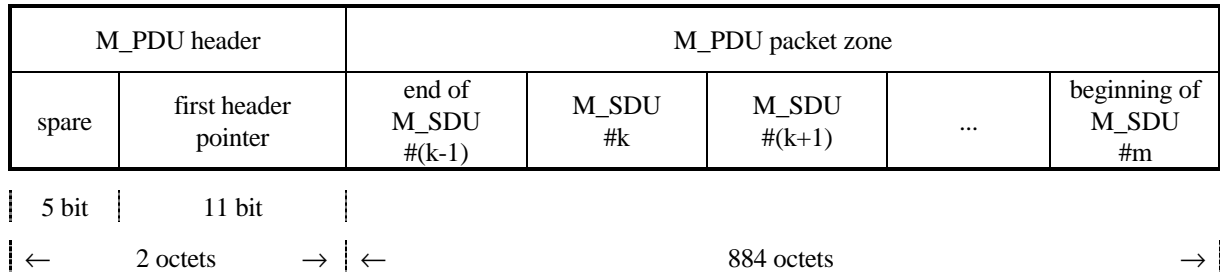 M_PDU header
M_PDU packet zone
spare
first header
pointer
end of
M_SDU
#(k-1)
M_SDU
#k
M_SDU
#(k+1)
...
beginning of
M_SDU
#m
5 bit
11 bit
← 2 octets →
← 884 octets →